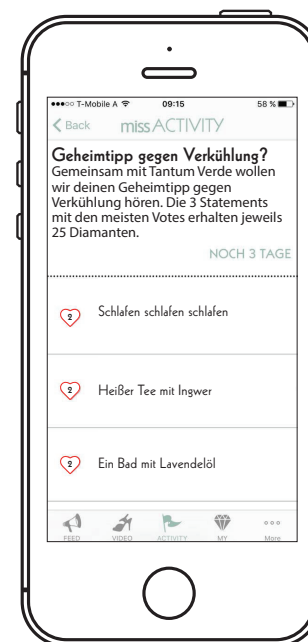 T-Mobile A 09:15 58 %
Back missACTIVITY
Geheimtipp gegen Verkühlung?
Gemeinsam mit Tantum Verde wollen
wir deinen Geheimtipp gegen
Verkühlung hören. Die 3 Statements
mit den meisten Votes erhalten jeweils
25 Diamanten.
NOCH 3 TAGE
2 Schlafen schlafen schlafen
2 Heißer Tee mit Ingwer
2 Ein Bad mit Lavendelöl
FEED VIDEO ACTIVITY MY More